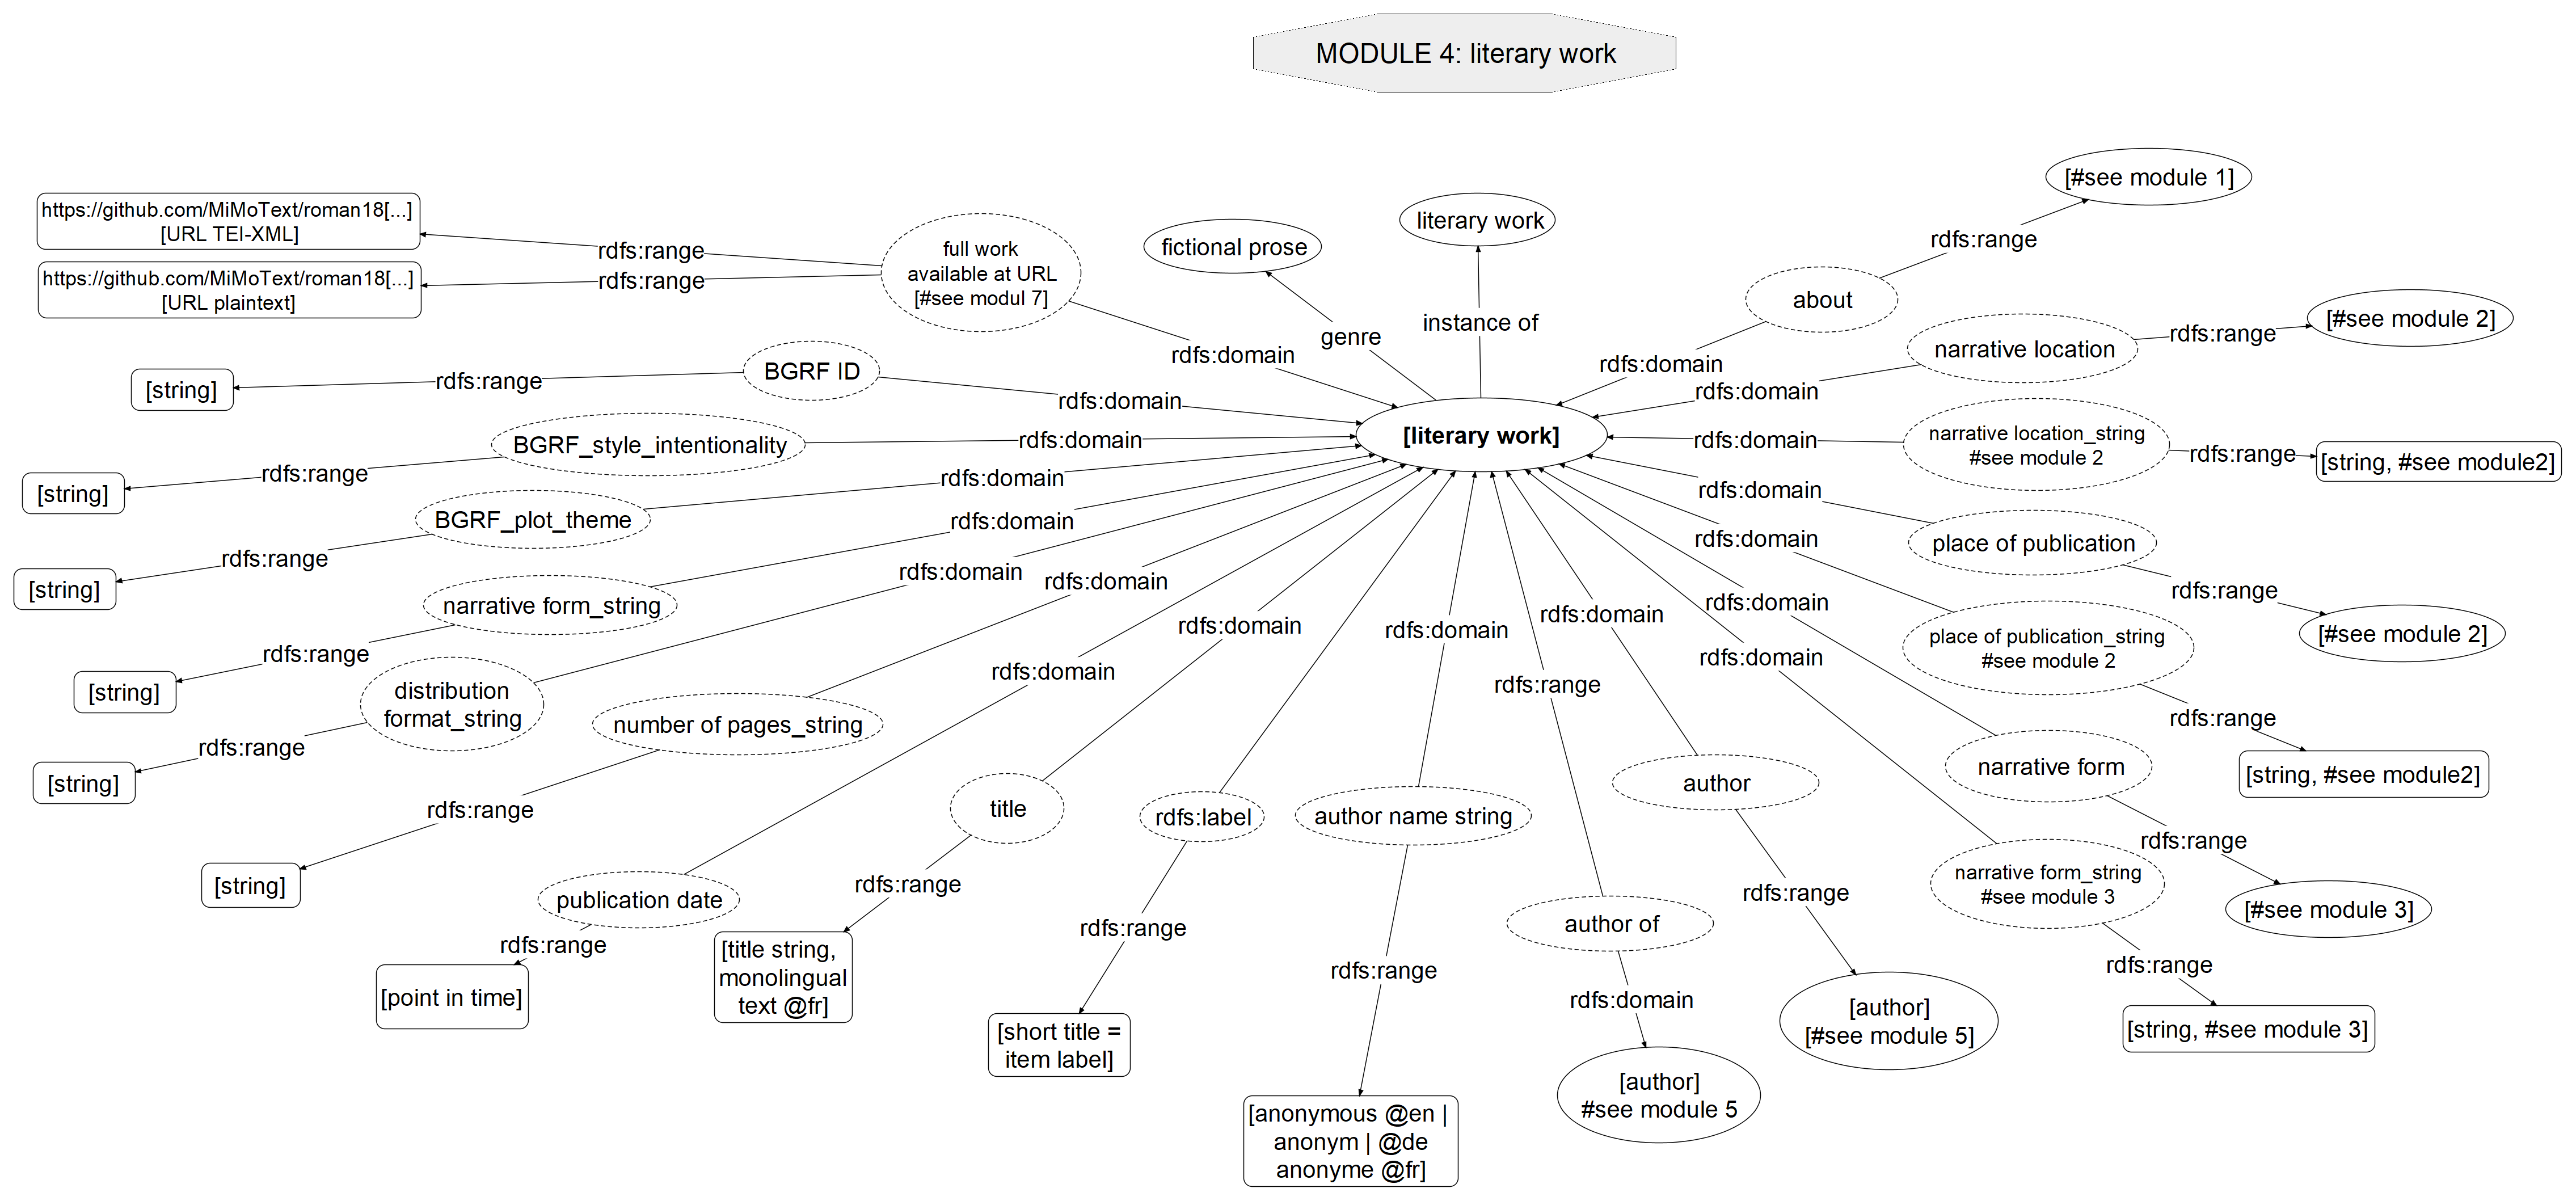 MODULE 4: literary work
[#see module 1]
rdfs:range
about
rdfs:domain
literary work
instance of
fictional prose
genre
full work
available at URL
[#see modul 7]
rdfs:domain
rdfs:range
https://github.com/MiMoText/roman18[...]
[URL TEI-XML]
rdfs:range
https://github.com/MiMoText/roman18[...]
[URL plaintext]
narrative location
rdfs:range
[#see module 2]
rdfs:domain
BGRF ID
rdfs:range
[string]
rdfs:domain
[literary work]
BGRF_style_intentionality
rdfs:domain
rdfs:range
[string]
narrative location_string
#see module 2
rdfs:domain
rdfs:range
[string, #see module2]
BGRF_plot_theme
rdfs:domain
rdfs:range
[string]
place of publication
rdfs:domain
rdfs:range
[#see module 2]
narrative form_string
rdfs:domain
rdfs:range
[string]
place of publication_string
#see module 2
rdfs:domain
rdfs:range
[string, #see module2]
distribution
format_string
rdfs:domain
rdfs:range
[string]
number of pages_string
rdfs:domain
rdfs:range
[string]
narrative form
rdfs:domain
rdfs:range
[#see module 3]
narrative form_string
#see module 3
rdfs:domain
rdfs:range
[string, #see module 3]
publication date
rdfs:domain
rdfs:range
[point in time]
title
rdfs:domain
rdfs:range
[title string,
monolingual
text @fr]
rdfs:label
rdfs:range
[short title =
item label]
author name string
rdfs:domain
rdfs:range
[anonymous @en |
anonym | @de
anonyme @fr]
author of
rdfs:range
rdfs:domain
[author]
#see module 5
author
rdfs:domain
rdfs:range
[author]
[#see module 5]